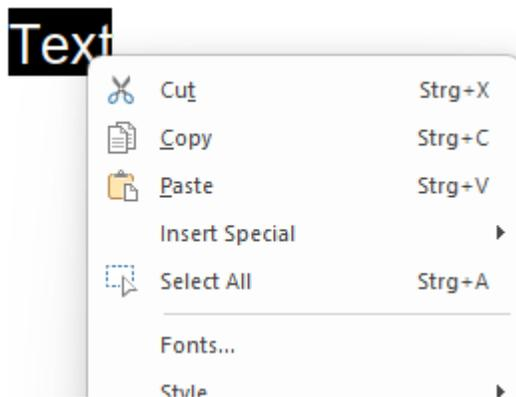 Text
Cut Strg+X
Copy Strg+C
Paste Strg+V
Insert Special
Select All Strg+A
Fonts...
Style